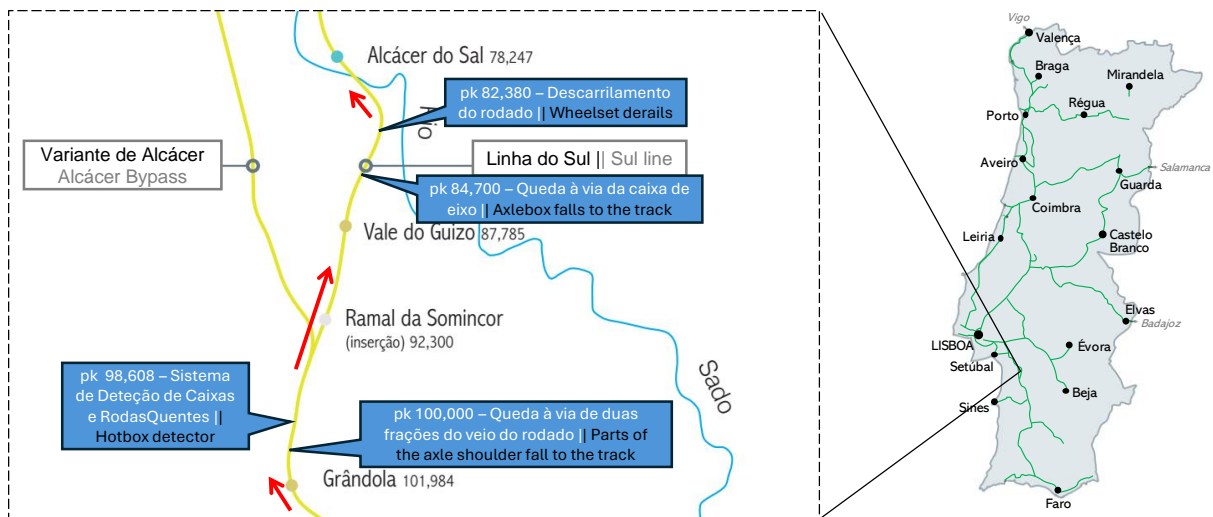 Alcácer do Sal 78,247
pk 82,380 – Descarrilamento
do rodado || Wheelset derails
Rio
Variante de Alcácer
Alcácer Bypass
Linha do Sul || Sul line
pk 84,700 – Queda à via da caixa de
eixo || Axlebox falls to the track
Vale do Guizo 87,785
Ramal da Somincor
(inserção) 92,300
Sado
pk 98,608 – Sistema
de Deteção de Caixas
e RodasQuentes ||
Hotbox detector
pk 100,000 – Queda à via de duas
frações do veio do rodado || Parts of
the axle shoulder fall to the track
Grândola 101,984
Vigo
Valença
Braga
Mirandela
Porto
Régua
Aveiro
Salamanca
Guarda
Coimbra
Leiria
Castelo
Branco
Elvas
Badajoz
LISBOA
Évora
Setúbal
Beja
Sines
Faro